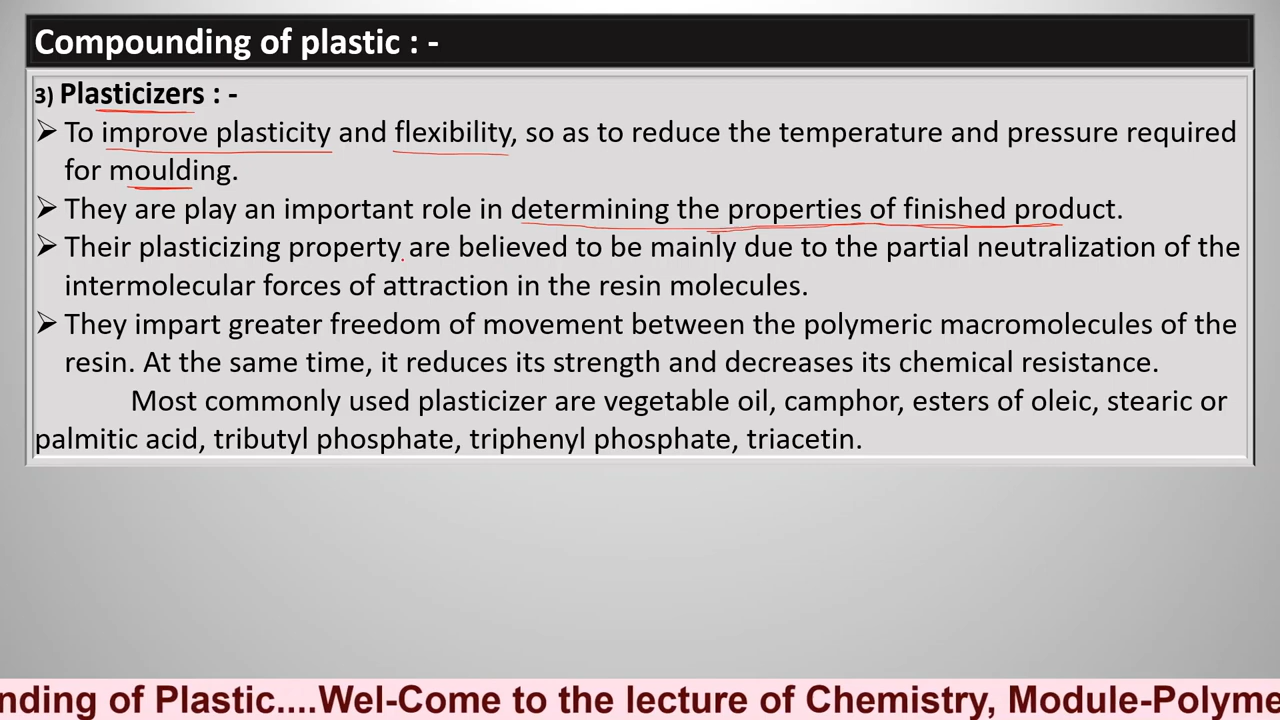 Compounding of plastic : -
3) Plasticizers : -
➢ To improve plasticity and flexibility, so as to reduce the temperature and pressure required
for moulding.
➢ They are play an important role in determining the properties of finished product.
➢ Their plasticizing property are believed to be mainly due to the partial neutralization of the
intermolecular forces of attraction in the resin molecules.
➢ They impart greater freedom of movement between the polymeric macromolecules of the
resin. At the same time, it reduces its strength and decreases its chemical resistance.
Most commonly used plasticizer are vegetable oil, camphor, esters of oleic, stearic or
palmitic acid, tributyl phosphate, triphenyl phosphate, triacetin.
nding of Plastic....Wel-Come to the lecture of Chemistry, Module-Polyme